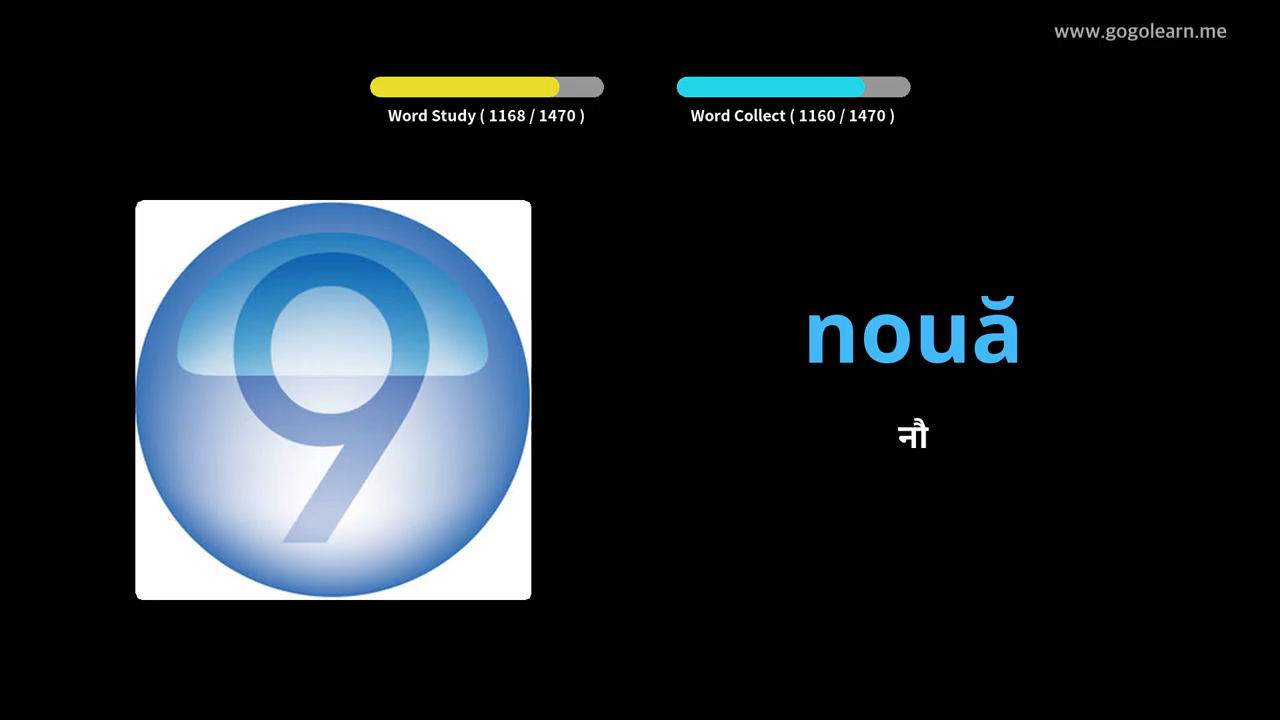 www.gogolearn.me
Word Study ( 1168 / 1470 )
Word Collect ( 1160 / 1470 )
9
nouă
नौ